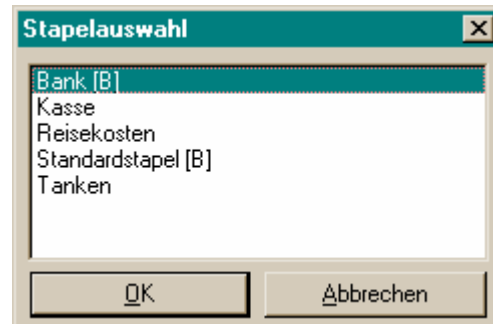 Stapelauswahl
Bank [B]
Kasse
Reisekosten
Standardstapel [B]
Tanken
OK
Abbrechen